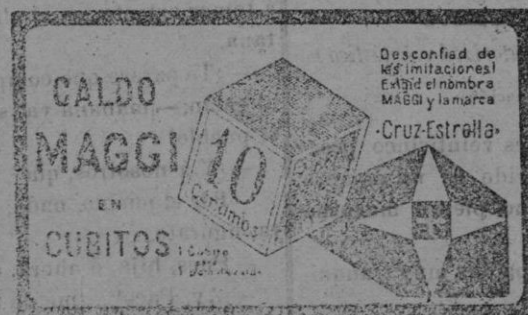 CALDO
MAGGI
EN
CUBITOS
10
Céntimos
Desconfiad de
las imitaciones!
Exigid el nombre
MAGGI y la marca
«Cruz-Estrella»